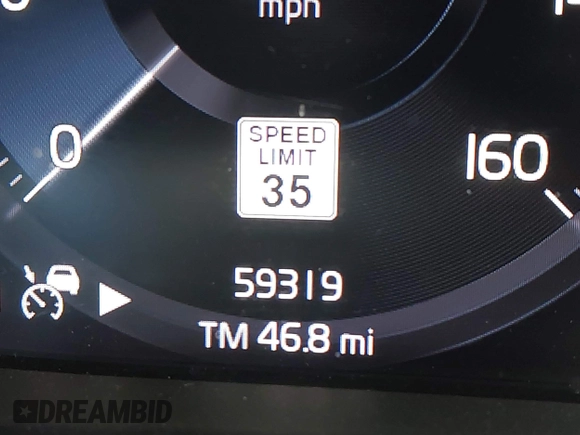 mph
0
160
SPEED
LIMIT
35
59319
TM 46.8 mi
DREAMBID